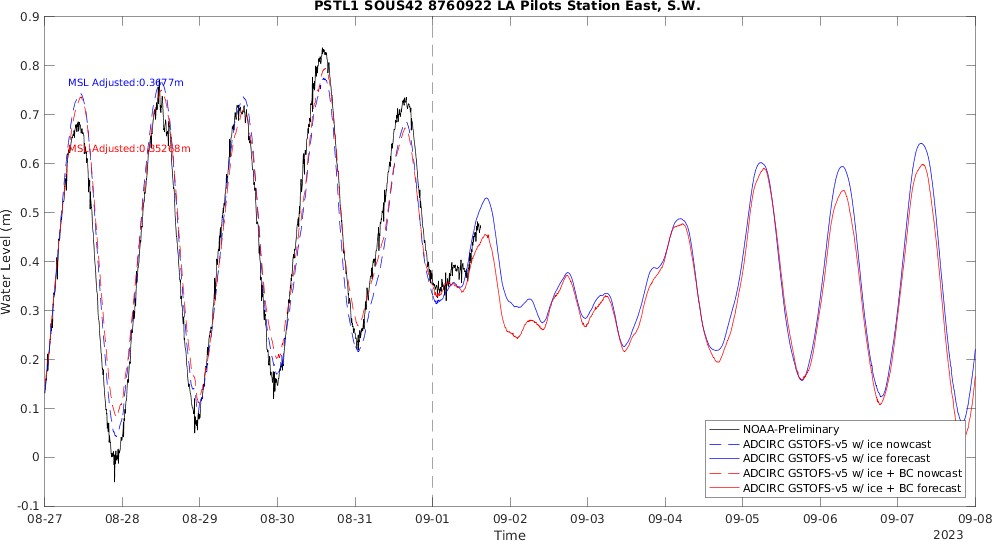 PSTL1 SOUS42 8760922 LA Pilots Station East, S.W.
0.9
0.8
0.7
0.6
0.5
0.4
0.3
0.2
0.1
0
-0.1
Water Level (m)
MSL Adjusted:0.3677m
MSL Adjusted:0.35268m
NOAA-Preliminary
ADCIRC GSTOFS-v5 w/ ice nowcast
ADCIRC GSTOFS-v5 w/ ice forecast
ADCIRC GSTOFS-v5 w/ ice + BC nowcast
ADCIRC GSTOFS-v5 w/ ice + BC forecast
08-27 08-28 08-29 08-30 08-31 09-01 09-02 09-03 09-04 09-05 09-06 09-07 09-08
Time
2023